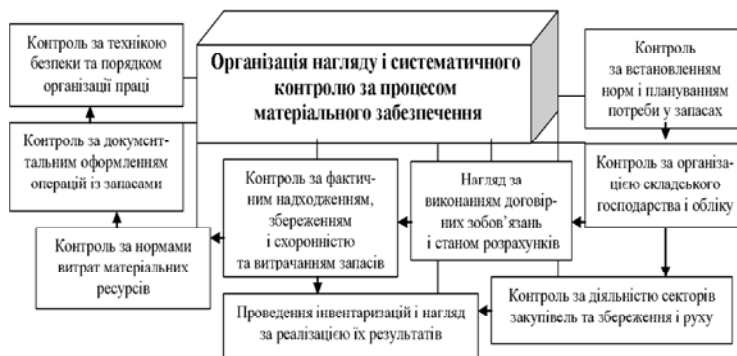 Контроль за технікою
безпеки та порядком
організації праці
Організація нагляду і систематичного
контролю за процесом
матеріального забезпечення
Контроль
за встановленням
норм і плануванням
потреби у запасах
Контроль за докумен-
тальним оформленням
операцій із запасами
Контроль за фактич-
ним надходженням,
збереженням
і схоронністю
та витрачанням запасів
Нагляд за
виконанням договір-
них зобов’язань
і станом розрахунків
Контроль за організа-
цією складського
господарства і обліку
Контроль за нормами
витрат матеріальних
ресурсів
Проведення інвентаризацій і нагляд
за реалізацією їх результатів
Контроль за діяльністю секторів
закупівель та збереження і руху